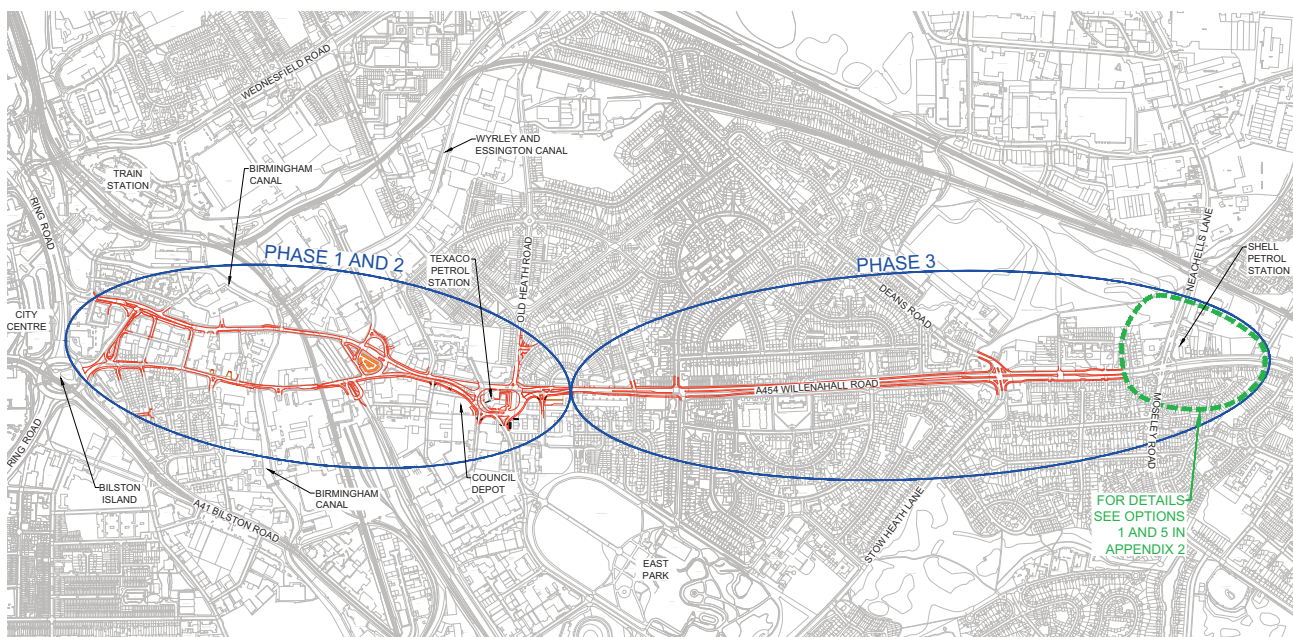 WEDNESFIELD ROAD
WYRLEY AND
ESSINGTON CANAL
TRAIN
STATION
BIRMINGHAM
CANAL
RING ROAD
PHASE 1 AND 2
TEXACO
PETROL
STATION
OLD HEATH ROAD
PHASE 3
NEACHELLS LANE
SHELL
PETROL
STATION
DEANS ROAD
CITY
CENTRE
A454 WILLENAHALL ROAD
MOSELEY ROAD
RING ROAD
BILSTON
ISLAND
A41 BILSTON ROAD
BIRMINGHAM
CANAL
COUNCIL
DEPOT
STOW HEATH LANE
FOR DETAILS
SEE OPTIONS
1 AND 5 IN
APPENDIX 2
EAST
PARK